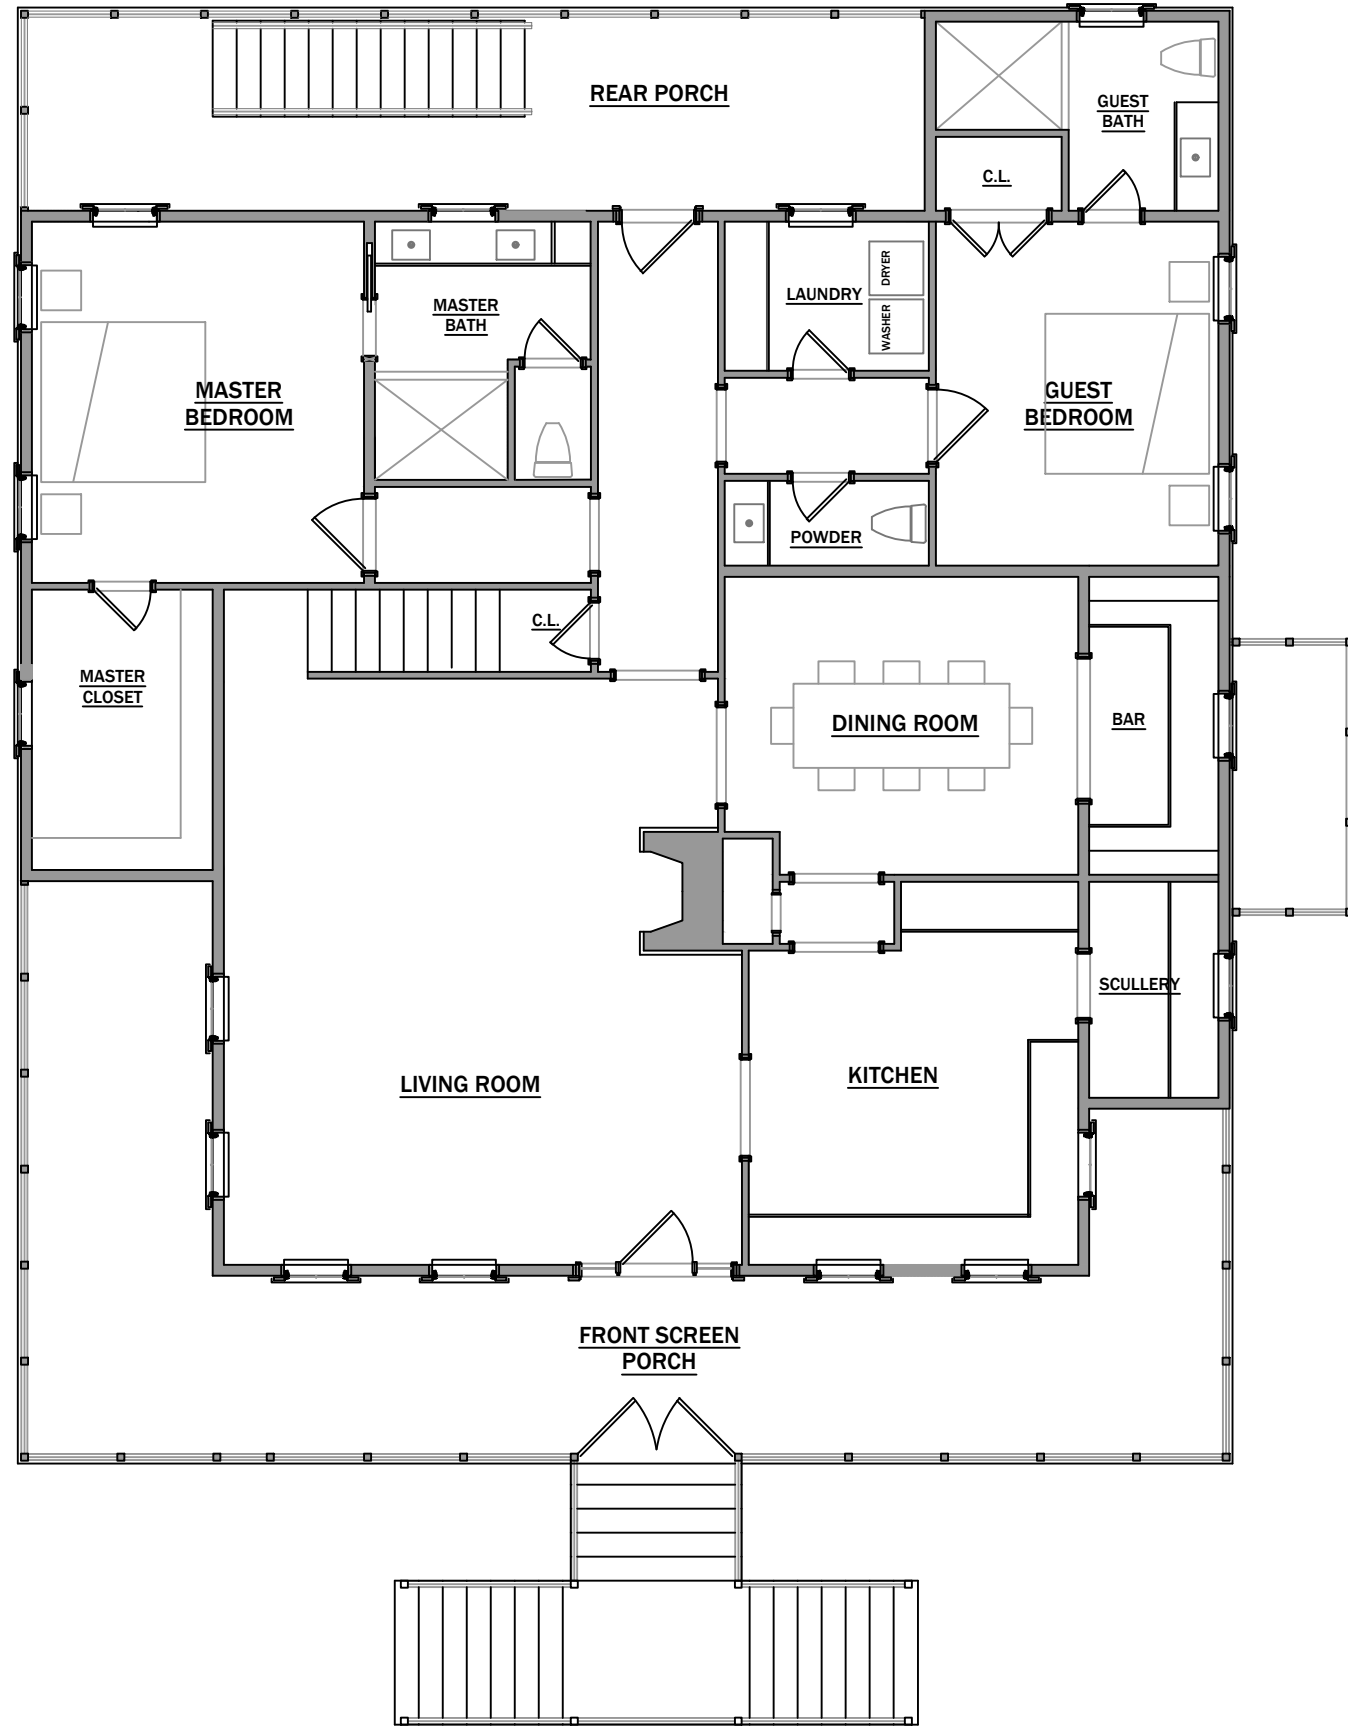 REAR PORCH
GUEST
BATH
C.L.
LAUNDRY
DRYER
WASHER
MASTER
BATH
MASTER
BEDROOM
GUEST
BEDROOM
POWDER
C.L.
MASTER
CLOSET
DINING ROOM
BAR
SCULLERY
LIVING ROOM
KITCHEN
FRONT SCREEN
PORCH